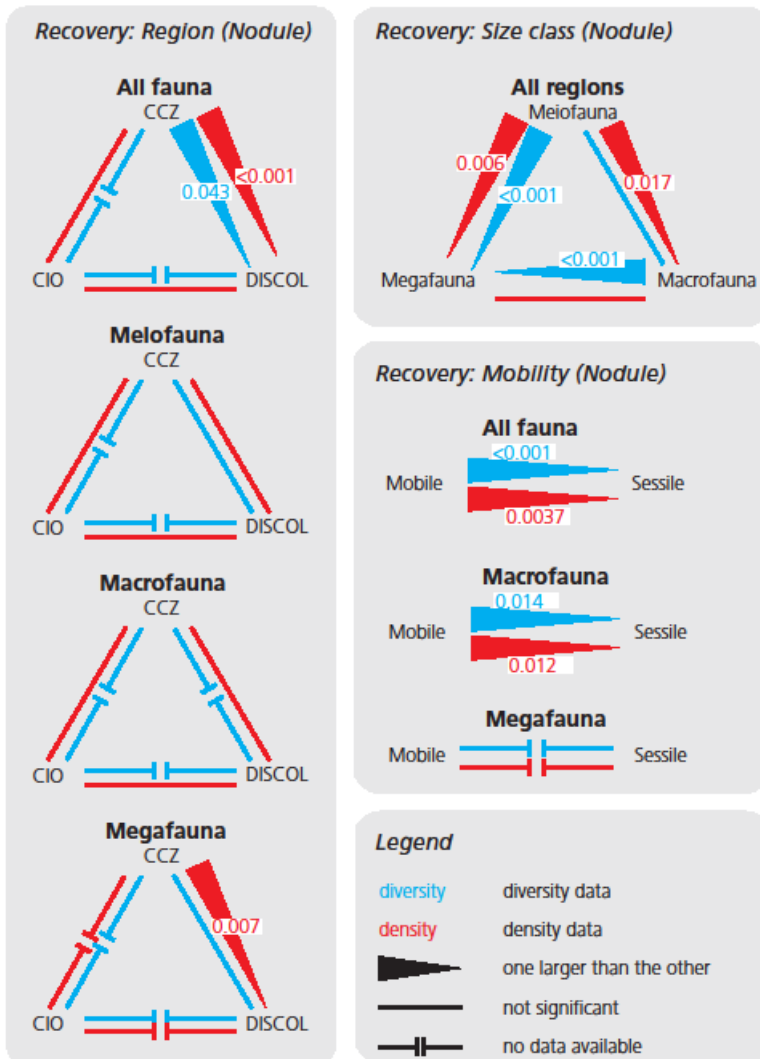 Recovery: Region (Nodule)
All fauna
CCZ
<0.001
0.043
CIO
DISCOL
Meiofauna
CCZ
CIO
DISCOL
Macrofauna
CCZ
CIO
DISCOL
Megafauna
CCZ
0.007
CIO
DISCOL
Recovery: Size class (Nodule)
All regions
Meiofauna
0.006
0.017
<0.001
<0.001
Megafauna
Macrofauna
Recovery: Mobility (Nodule)
All fauna
<0.001
Mobile
Sessile
0.0037
Macrofauna
0.014
Mobile
Sessile
0.012
Megafauna
Mobile
Sessile
Legend
diversity diversity data
density density data
one larger than the other
not significant
no data available